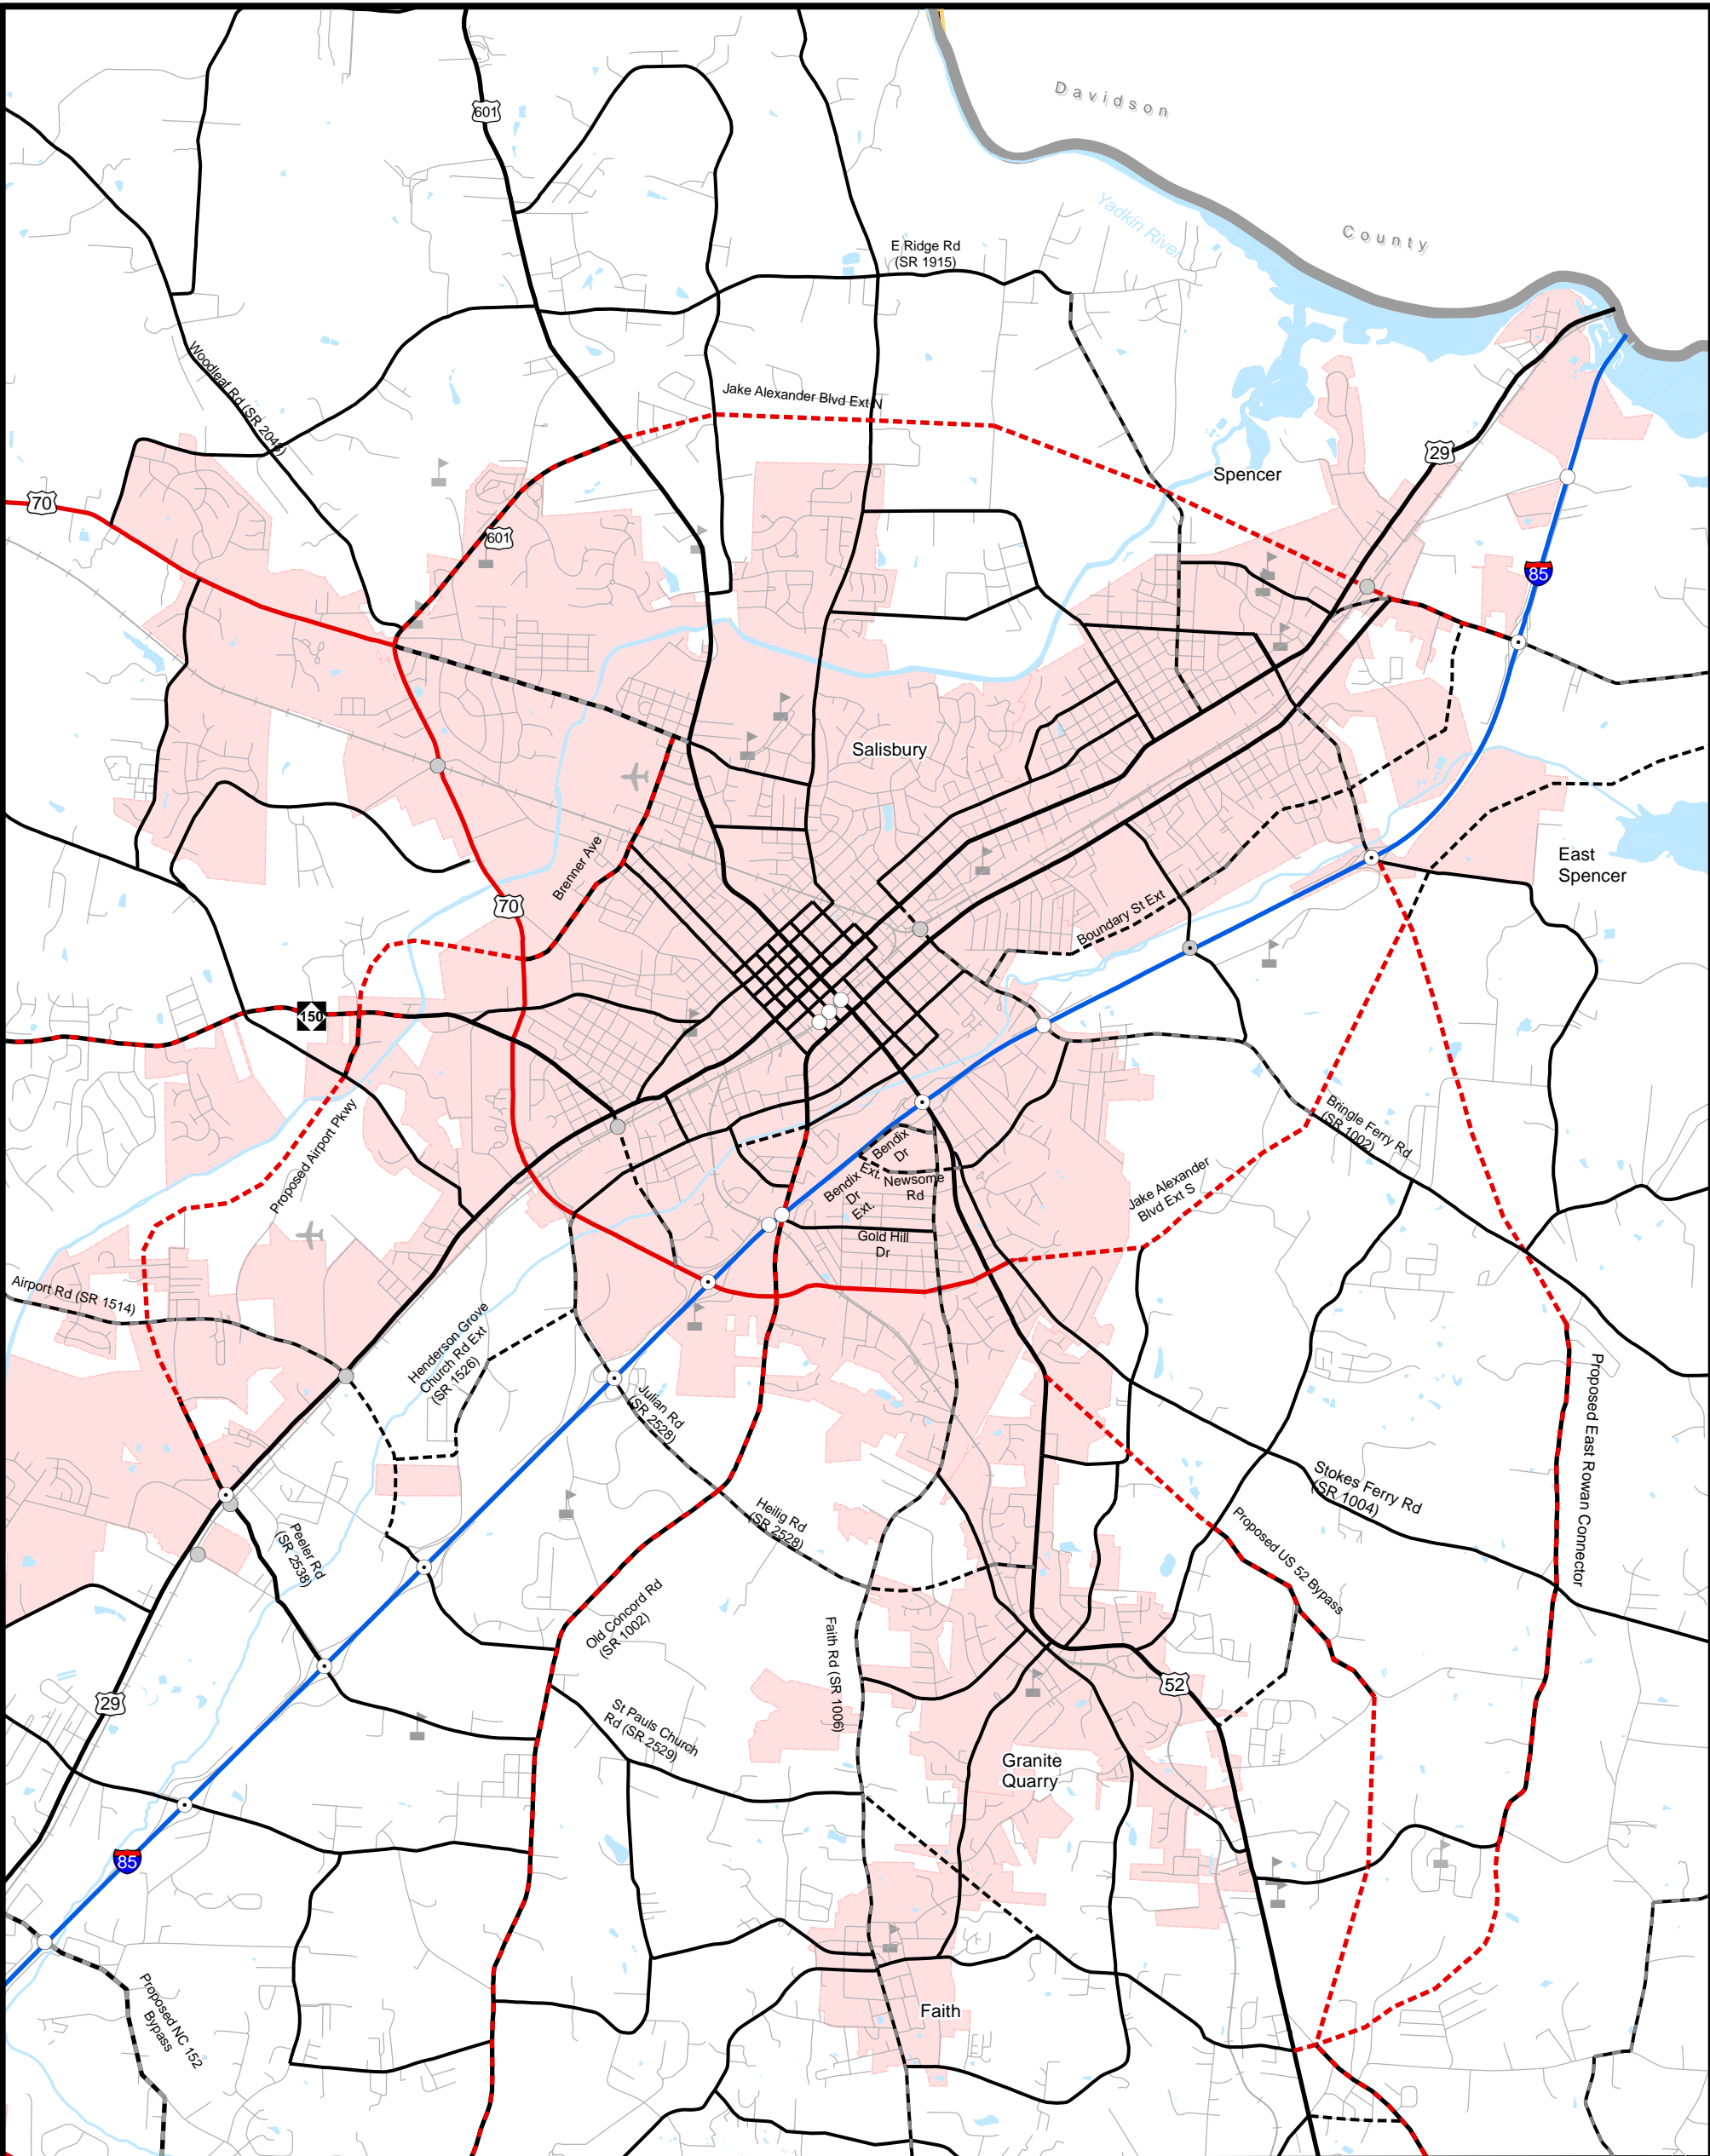 Davidson
601
Yadkin River
County
E Ridge Rd
(SR 1915)
Woodleaf Rd (SR 2048)
Jake Alexander Blvd Ext N
29
Spencer
70
601
85
Salisbury
Brenner Ave
East
Spencer
70
Boundary St Ext
150
Bringle Ferry Rd
(SR 1002)
Proposed Airport Pkwy
Bendix
Dr
Ext.
Bendix
Dr
Ext.
Newsome
Rd
Jake Alexander
Blvd Ext S
Gold Hill
Dr
Airport Rd (SR 1514)
Henderson Grove
Church Rd Ext
(SR 1526)
Julian Rd
(SR 2528)
Proposed East Rowan Connector
Stokes Ferry Rd
(SR 1004)
Heilig Rd
(SR 2528)
Proposed US 52 Bypass
Peeler Rd
(SR 2538)
Old Concord Rd
(SR 1002)
Faith Rd (SR 1006)
29
52
St Pauls Church
Rd (SR 2529)
Granite
Quarry
85
Proposed NC 152
Bypass
Faith